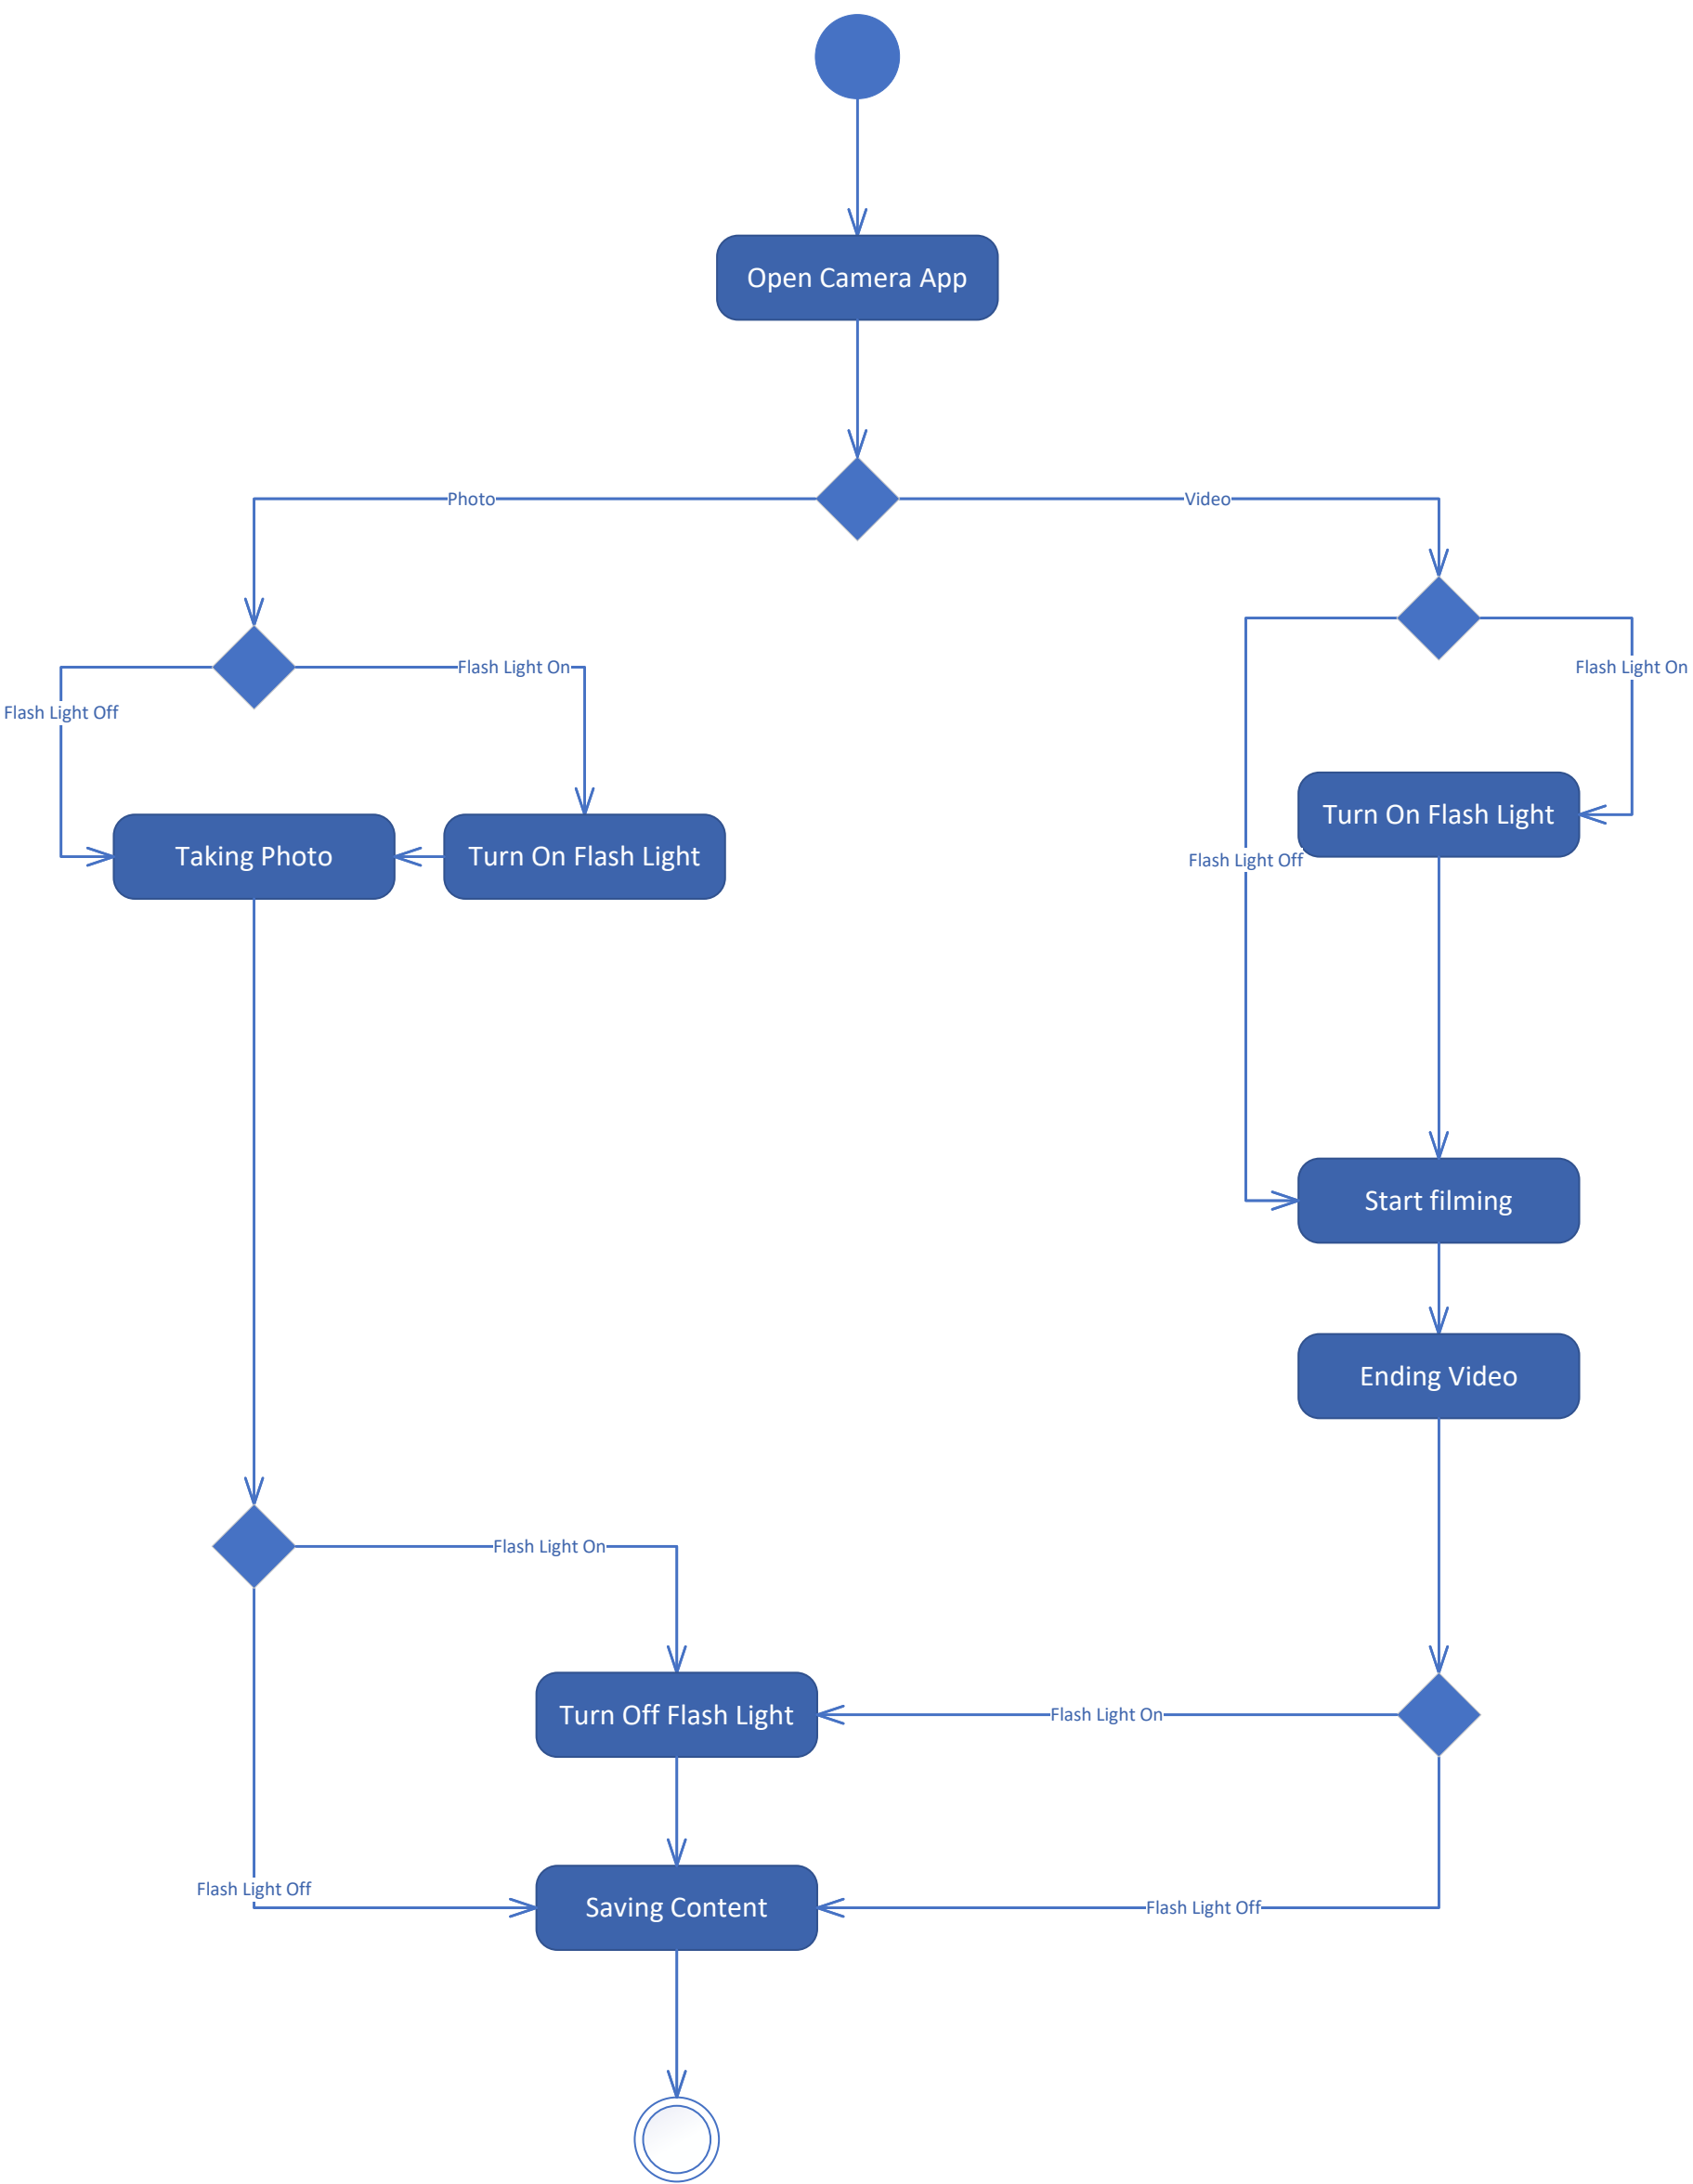 Open Camera App
Photo
Video
Flash Light On
Flash Light On
Flash Light Off
Turn On Flash Light
Taking Photo
Turn On Flash Light
Flash Light Off
Start filming
Ending Video
Flash Light On
Turn Off Flash Light
Flash Light On
Flash Light Off
Saving Content
Flash Light Off